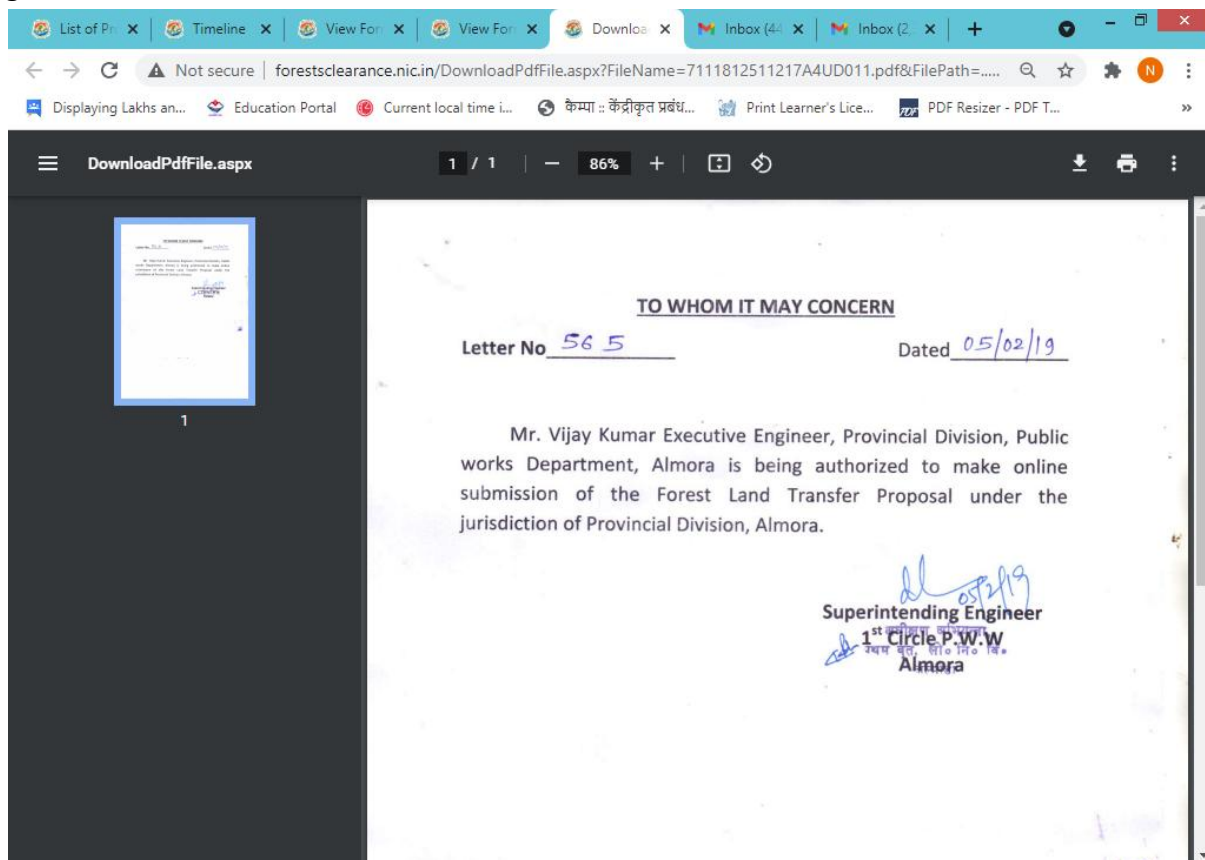 List of Pr
Timeline
View For
View For
Downloa
Inbox (44
Inbox (2,
Not secure | forestsclearance.nic.in/DownloadPdfFile.aspx?FileName=7111812511217A4UD011.pdf&FilePath=.....
N
Displaying Lakhs an...
Education Portal
Current local time i...
कैम्पा :: केंद्रीकृत प्रबंध...
Print Learner's Lice...
PDF Resizer - PDF T...
»
DownloadPdfFile.aspx
1 / 1
86%
1
TO WHOM IT MAY CONCERN
Letter No 565 Dated 05/02/19
Mr. Vijay Kumar Executive Engineer, Provincial Division, Public
works Department, Almora is being authorized to make online
submission of the Forest Land Transfer Proposal under the
jurisdiction of Provincial Division, Almora.
05/2/19
Superintending Engineer
1st Circle P.W.W
Almora